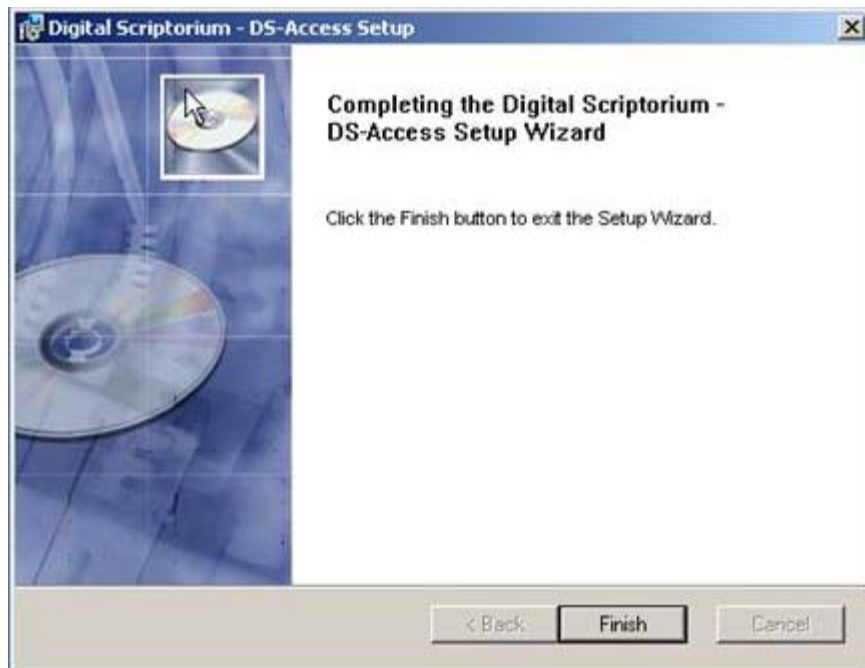 Digital Scriptorium - DS-Access Setup
Completing the Digital Scriptorium -
DS-Access Setup Wizard
Click the Finish button to exit the Setup Wizard.
< Back
Finish
Cancel